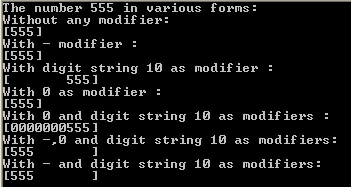 The number 555 in various forms:
Without any modifier:
[555]
With - modifier :
[555]
With digit string 10 as modifier :
[       555]
With 0 as modifier :
[555]
With 0 and digit string 10 as modifiers :
[0000000555]
With -,0 and digit string 10 as modifiers:
[555       ]
With - and digit string 10 as modifiers:
[555       ]